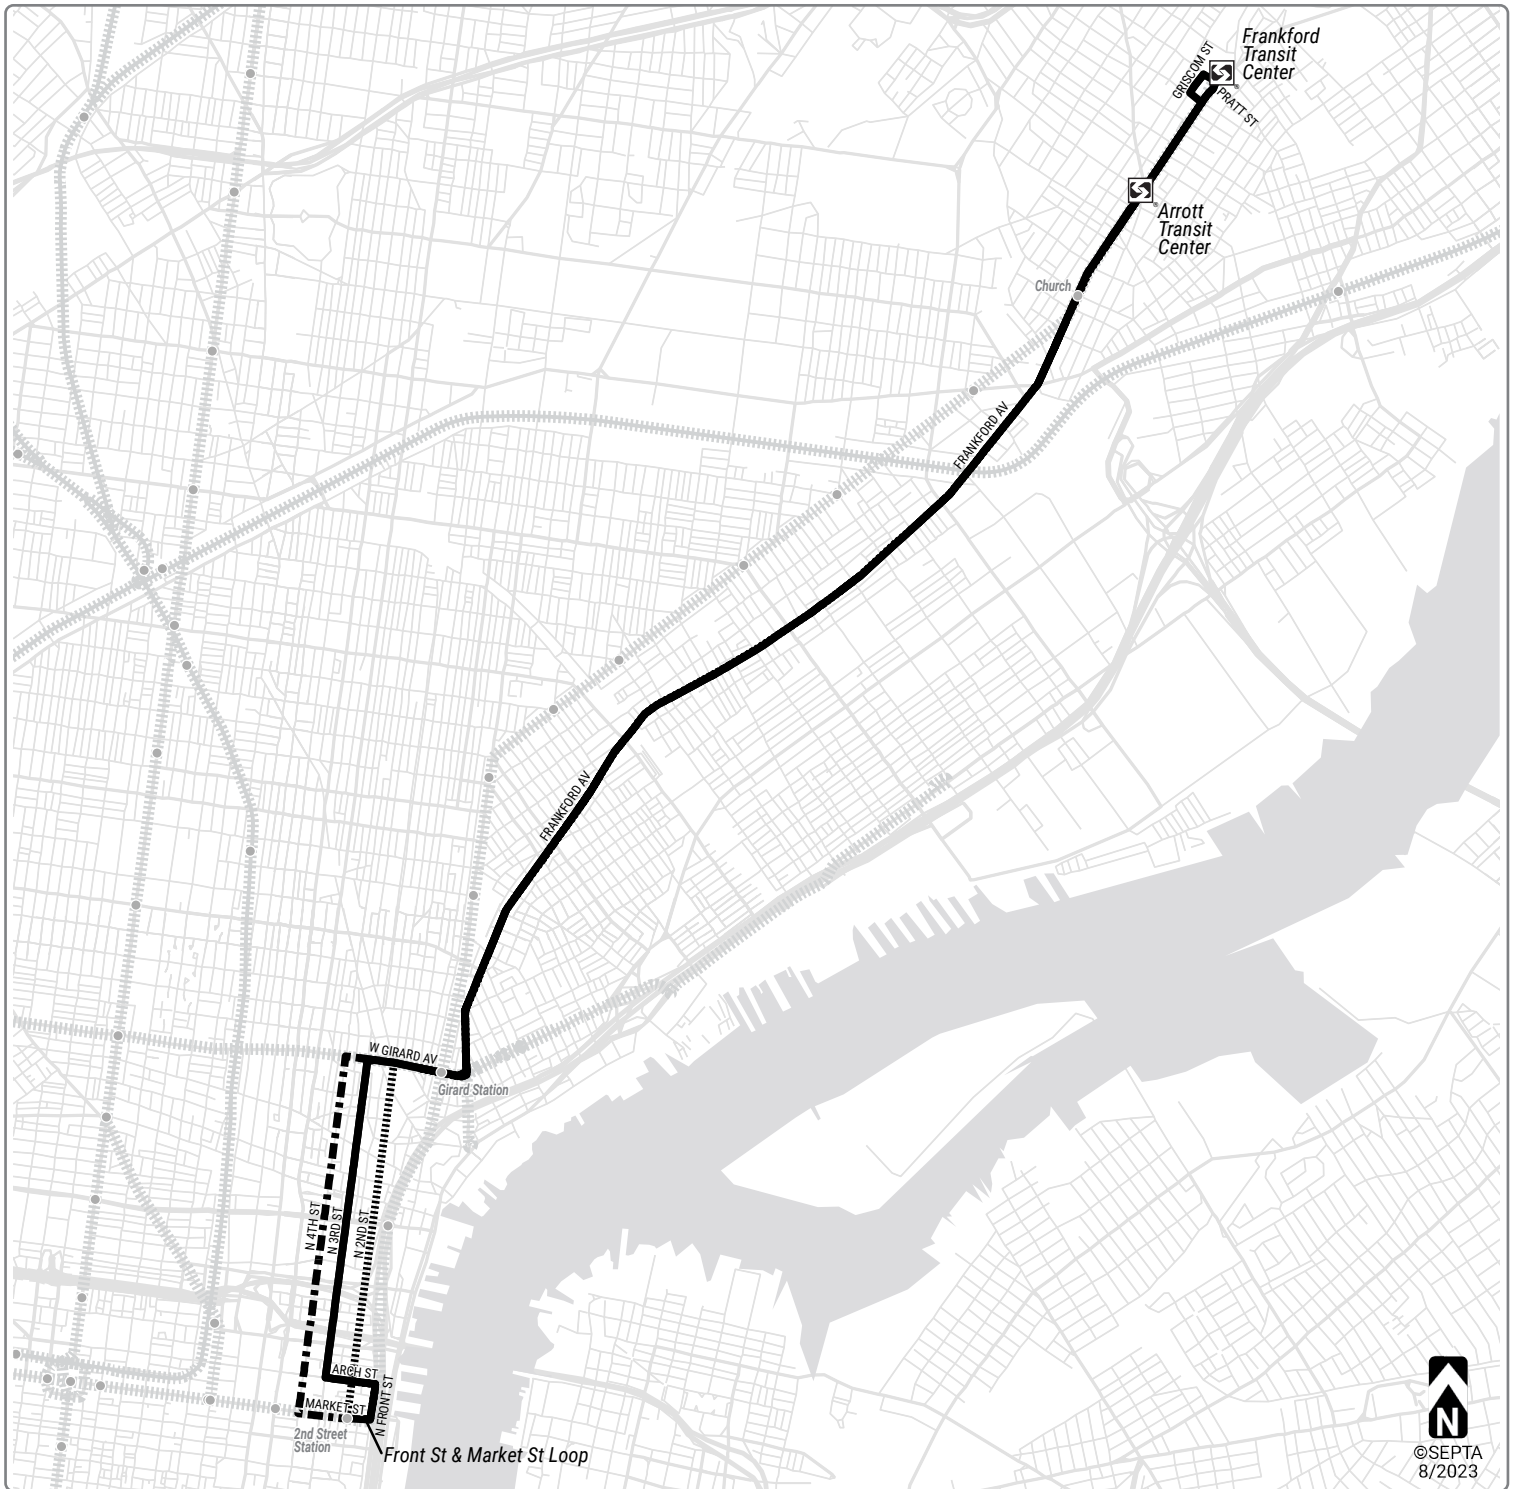 Frankford
Transit
Center
GRISCOM ST
PRATT ST
Arrott
Transit
Center
Church
FRANKFORD AV
FRANKFORD AV
W GIRARD AV
Girard Station
N 4TH ST
N 3RD ST
N 2ND ST
ARCH ST
MARKET ST
N FRONT ST
2nd Street
Station
Front St & Market St Loop
N
©SEPTA
8/2023